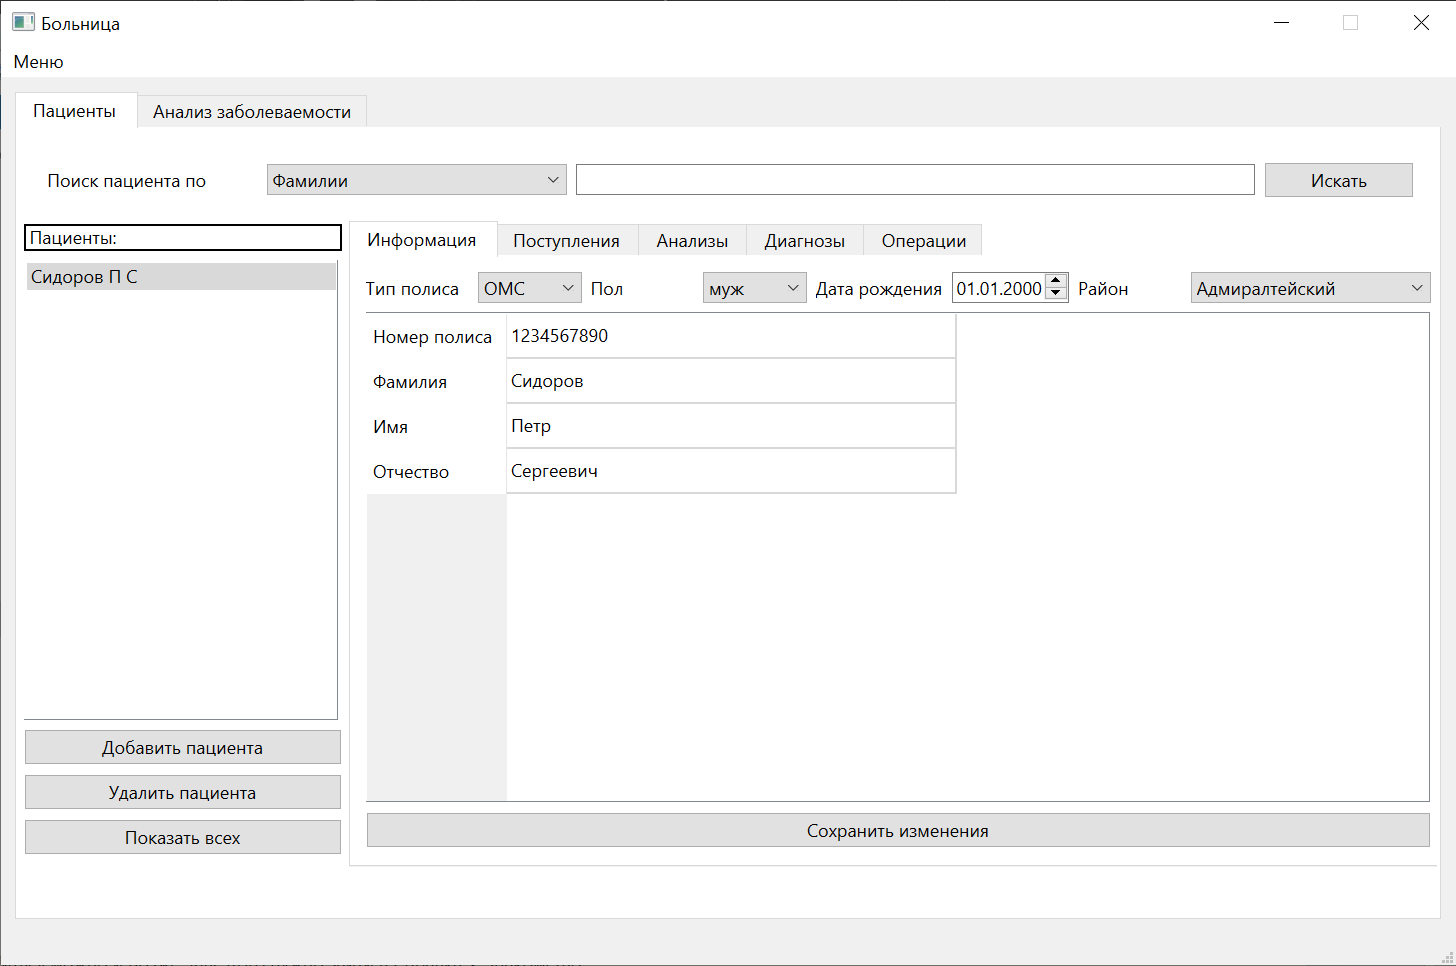 Больница
Меню
Пациенты Анализ заболеваемости
Поиск пациента по Фамилии Искать
Пациенты:
Сидоров П С
Информация Поступления Анализы Диагнозы Операции
Тип полиса ОМС Пол муж Дата рождения 01.01.2000 Район Адмиралтейский
Номер полиса 1234567890
Фамилия Сидоров
Имя Петр
Отчество Сергеевич
Добавить пациента
Удалить пациента
Показать всех
Сохранить изменения